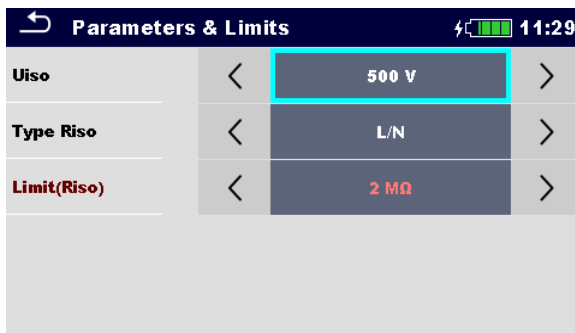 Parameters & Limits 11:29
Uiso 500 V
Type Riso L/N
Limit(Riso) 2 MΩ